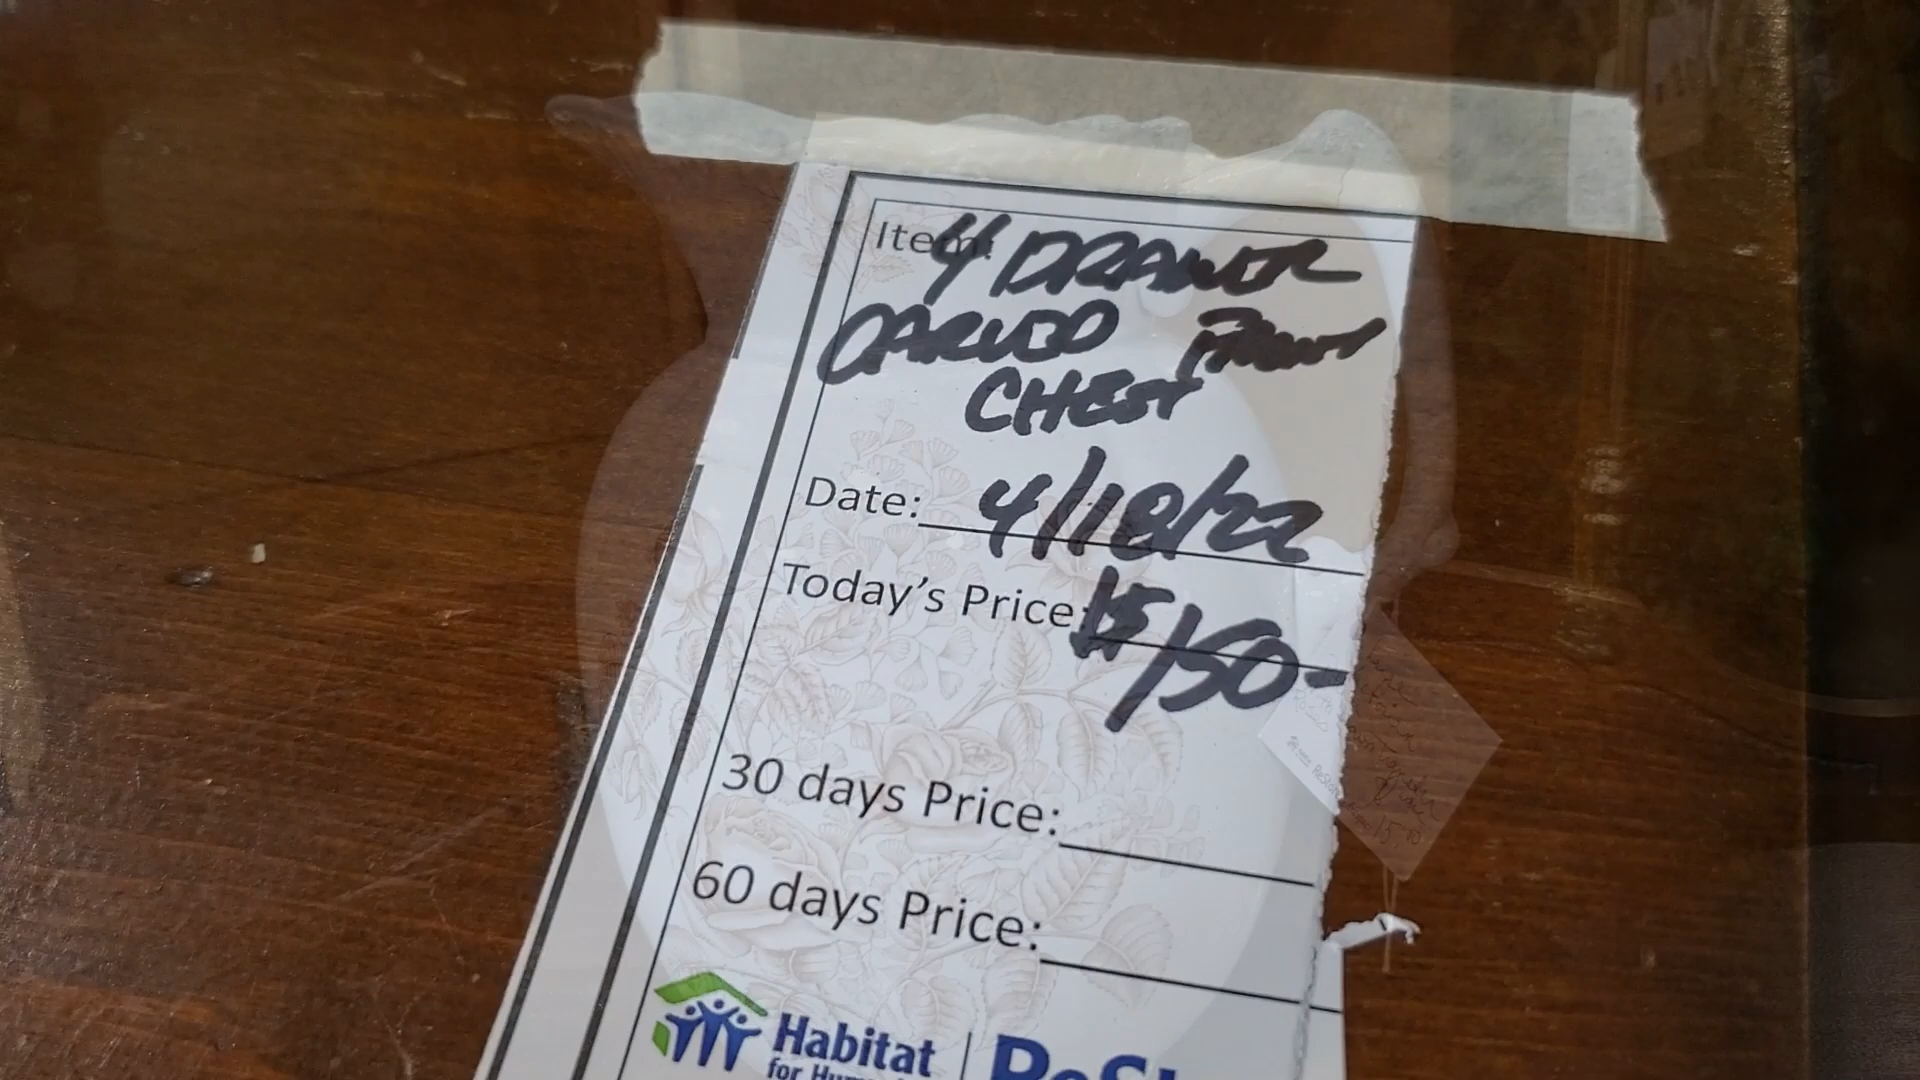 Item: 4 DRAWER
CARVED FRONT
CHEST
Date: 4/18/22
Today's Price: $150-
30 days Price:
60 days Price:
Habitat
for